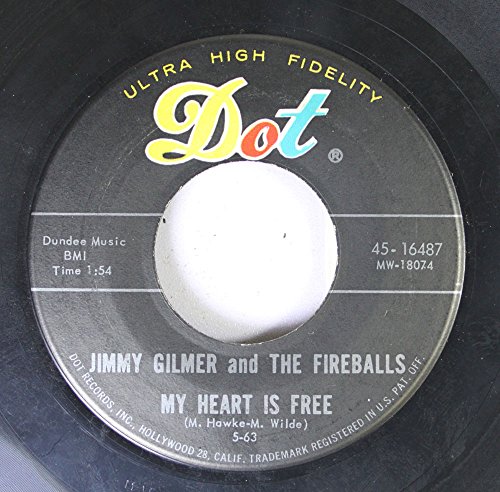 ULTRA HIGH FIDELITY
Dot®
Dundee Music
BMI
Time 1:54
45-16487
MW-18074
JIMMY GILMER and THE FIREBALLS
MY HEART IS FREE
(M. Hawke-M. Wilde)
5-63
DOT RECORDS, INC., HOLLYWOOD 28, CALIF. TRADEMARK REGISTERED IN U.S. PAT. OFF.